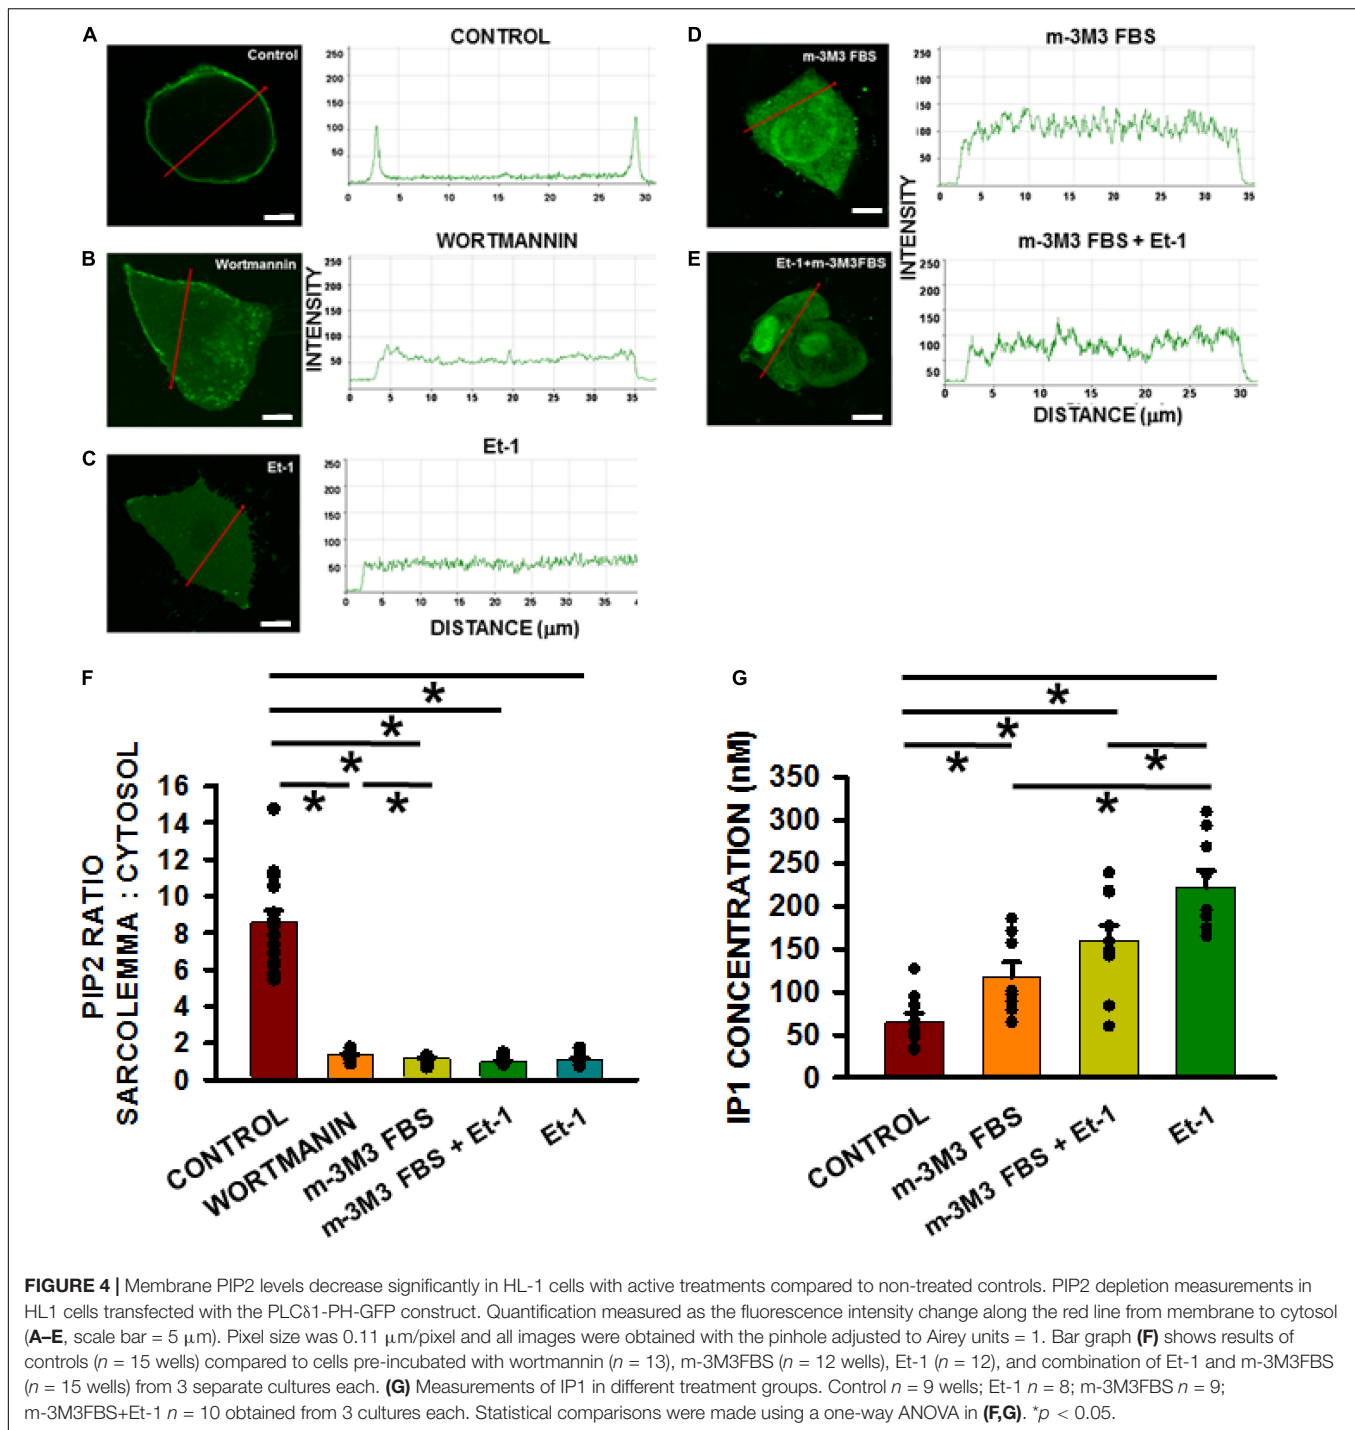 A
Control
CONTROL
250
200
150
100
50
0
5
10
15
20
25
30
B
Wortmannin
WORTMANNIN
INTENSITY
250
200
150
100
50
0
5
10
15
20
25
30
35
C
Et-1
Et-1
250
200
150
100
50
0
5
10
15
20
25
30
35
DISTANCE (µm)
D
m-3M3 FBS
m-3M3 FBS
INTENSITY
250
200
150
100
50
0
5
10
15
20
25
30
35
E
Et-1+m-3M3FBS
m-3M3 FBS + Et-1
250
200
150
100
50
0
5
10
15
20
25
30
DISTANCE (µm)
F
PIP2 RATIO
SARCOLEMMA : CYTOSOL
16
14
12
10
8
6
4
2
0
* * * * *
CONTROL
WORTMANIN
m-3M3 FBS
m-3M3 FBS + Et-1
Et-1
G
IP1 CONCENTRATION (nM)
350
300
250
200
150
100
50
0
* * * * *
CONTROL
m-3M3 FBS
m-3M3 FBS + Et-1
Et-1
FIGURE 4 | Membrane PIP2 levels decrease significantly in HL-1 cells with active treatments compared to non-treated controls. PIP2 depletion measurements in
HL1 cells transfected with the PLCδ1-PH-GFP construct. Quantification measured as the fluorescence intensity change along the red line from membrane to cytosol
(A–E, scale bar = 5 µm). Pixel size was 0.11 µm/pixel and all images were obtained with the pinhole adjusted to Airey units = 1. Bar graph (F) shows results of
controls (n = 15 wells) compared to cells pre-incubated with wortmannin (n = 13), m-3M3FBS (n = 12 wells), Et-1 (n = 12), and combination of Et-1 and m-3M3FBS
(n = 15 wells) from 3 separate cultures each. (G) Measurements of IP1 in different treatment groups. Control n = 9 wells; Et-1 n = 8; m-3M3FBS n = 9;
m-3M3FBS+Et-1 n = 10 obtained from 3 cultures each. Statistical comparisons were made using a one-way ANOVA in (F,G). *p < 0.05.